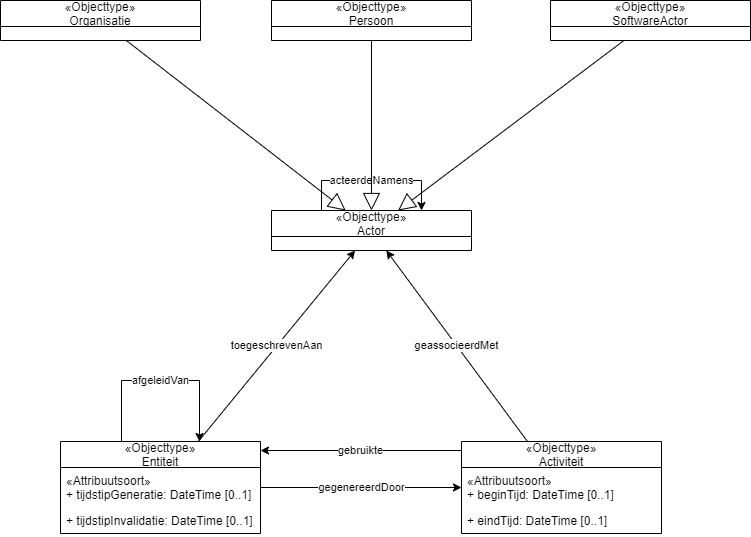 «Objecttype»
Organisatie
«Objecttype»
Persoon
«Objecttype»
SoftwareActor
acteerdeNamens
«Objecttype»
Actor
toegeschrevenAan
geassocieerdMet
afgeleidVan
«Objecttype»
Entiteit
«Attribuutsoort»
+ tijdstipGeneratie: DateTime [0..1]
+ tijdstipInvalidatie: DateTime [0..1]
gebruikte
gegenereerdDoor
«Objecttype»
Activiteit
«Attribuutsoort»
+ beginTijd: DateTime [0..1]
+ eindTijd: DateTime [0..1]